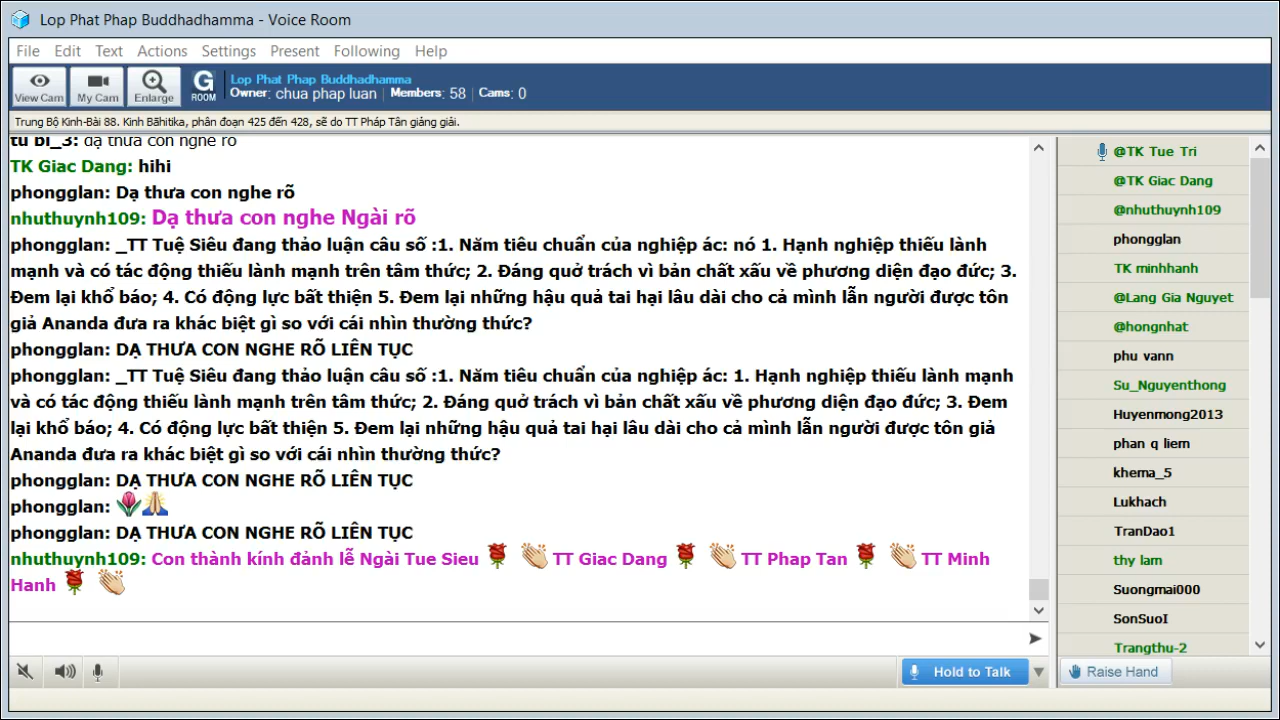 Lop Phat Phap Buddhadhamma - Voice Room
File Edit Text Actions Settings Present Following Help
View Cam My Cam Enlarge G ROOM
Lop Phat Phap Buddhadhamma
Owner: chua phap luan | Members: 58 | Cams: 0
Trung Bộ Kinh-Bài 88. Kinh Bāhitika, phân đoạn 425 đến 428, sẽ do TT Pháp Tân giảng giải.
tu bi_3: dạ thưa con nghe rõ
TK Giac Dang: hihi
phongglan: Dạ thưa con nghe rõ
nhuthuynh109: Dạ thưa con nghe Ngài rõ
phongglan: _TT Tuệ Siêu đang thảo luận câu số :1. Năm tiêu chuẩn của nghiệp ác: nó 1. Hạnh nghiệp thiếu lành
mạnh và có tác động thiếu lành mạnh trên tâm thức; 2. Đáng quở trách vì bản chất xấu về phương diện đạo đức; 3.
Đem lại khổ báo; 4. Có động lực bất thiện 5. Đem lại những hậu quả tai hại lâu dài cho cả mình lẫn người được tôn
giả Ananda đưa ra khác biệt gì so với cái nhìn thường thức?
phongglan: DẠ THƯA CON NGHE RÕ LIÊN TỤC
phongglan: _TT Tuệ Siêu đang thảo luận câu số :1. Năm tiêu chuẩn của nghiệp ác: 1. Hạnh nghiệp thiếu lành mạnh
và có tác động thiếu lành mạnh trên tâm thức; 2. Đáng quở trách vì bản chất xấu về phương diện đạo đức; 3. Đem
lại khổ báo; 4. Có động lực bất thiện 5. Đem lại những hậu quả tai hại lâu dài cho cả mình lẫn người được tôn giả
Ananda đưa ra khác biệt gì so với cái nhìn thường thức?
phongglan: DẠ THƯA CON NGHE RÕ LIÊN TỤC
phongglan: 🌷🙏
phongglan: DẠ THƯA CON NGHE RÕ LIÊN TỤC
nhuthuynh109: Con thành kính đảnh lễ Ngài Tue Sieu 🌹 👏 TT Giac Dang 🌹 👏 TT Phap Tan 🌹 👏 TT Minh
Hanh 🌹 👏
@TK Tue Tri
@TK Giac Dang
@nhuthuynh109
phongglan
TK minhhanh
@Lang Gia Nguyet
@hongnhat
phu vann
Su_Nguyenthong
Huyenmong2013
phan q liem
khema_5
Lukhach
TranDao1
thy lam
Suongmai000
SonSuoI
Trangthu-2
Hold to Talk
Raise Hand